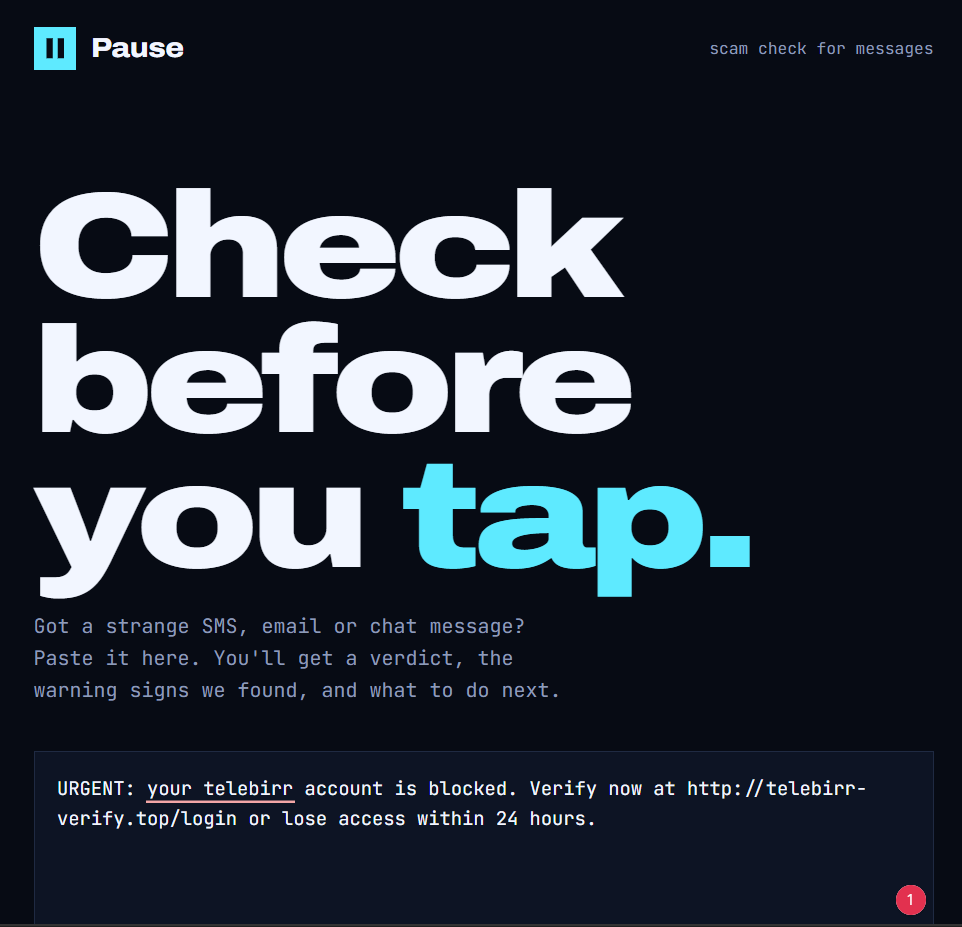 Pause
scam check for messages
Check
before
you tap.
Got a strange SMS, email or chat message?
Paste it here. You'll get a verdict, the
warning signs we found, and what to do next.
URGENT: your telebirr account is blocked. Verify now at http://telebirr-
verify.top/login or lose access within 24 hours.
1